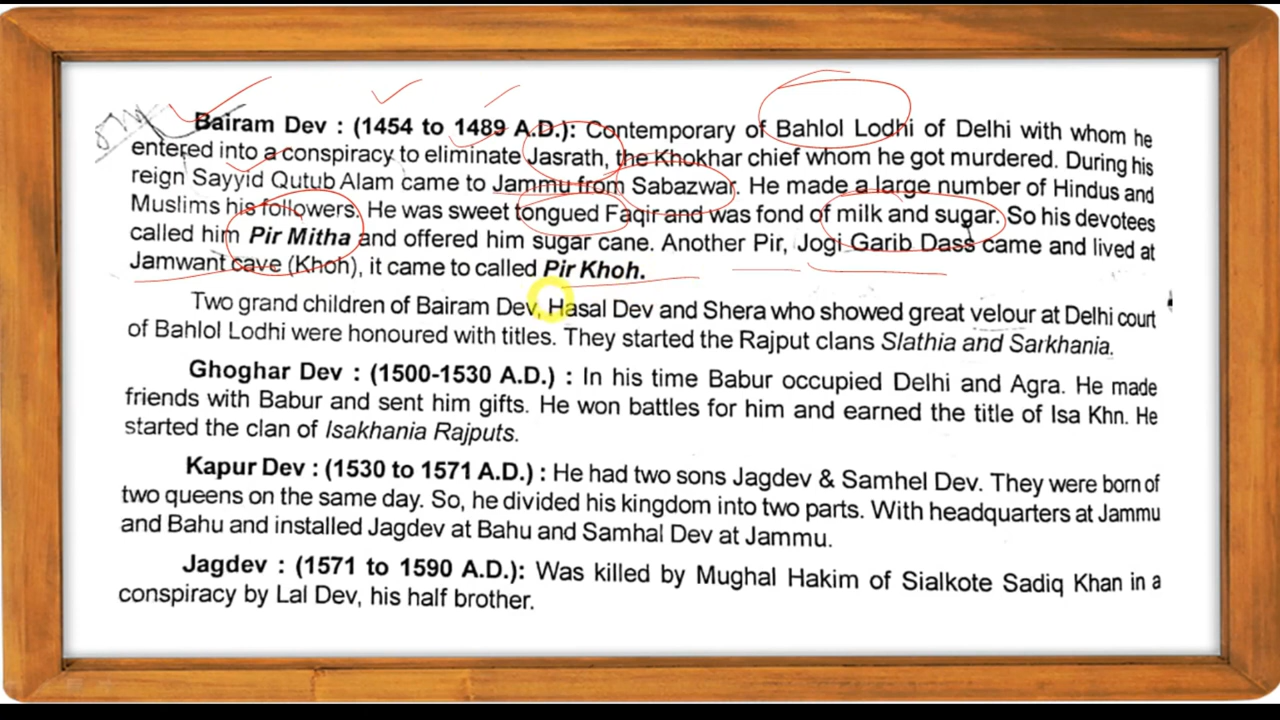 Bairam Dev : (1454 to 1489 A.D.): Contemporary of Bahlol Lodhi of Delhi with whom he
entered into a conspiracy to eliminate Jasrath, the Khokhar chief whom he got murdered. During his
reign Sayyid Qutub Alam came to Jammu from Sabazwar. He made a large number of Hindus and
Muslims his followers. He was sweet tongued Faqir and was fond of milk and sugar. So his devotees
called him Pir Mitha and offered him sugar cane. Another Pir, Jogi Garib Dass came and lived at
Jamwant cave (Khoh), it came to called Pir Khoh.
Two grand children of Bairam Dev, Hasal Dev and Shera who showed great velour at Delhi court
of Bahlol Lodhi were honoured with titles. They started the Rajput clans Slathia and Sarkhania.
Ghoghar Dev : (1500-1530 A.D.) : In his time Babur occupied Delhi and Agra. He made
friends with Babur and sent him gifts. He won battles for him and earned the title of Isa Khn. He
started the clan of Isakhania Rajputs.
Kapur Dev : (1530 to 1571 A.D.) : He had two sons Jagdev & Samhel Dev. They were born of
two queens on the same day. So, he divided his kingdom into two parts. With headquarters at Jammu
and Bahu and installed Jagdev at Bahu and Samhal Dev at Jammu.
Jagdev : (1571 to 1590 A.D.): Was killed by Mughal Hakim of Sialkote Sadiq Khan in a
conspiracy by Lal Dev, his half brother.